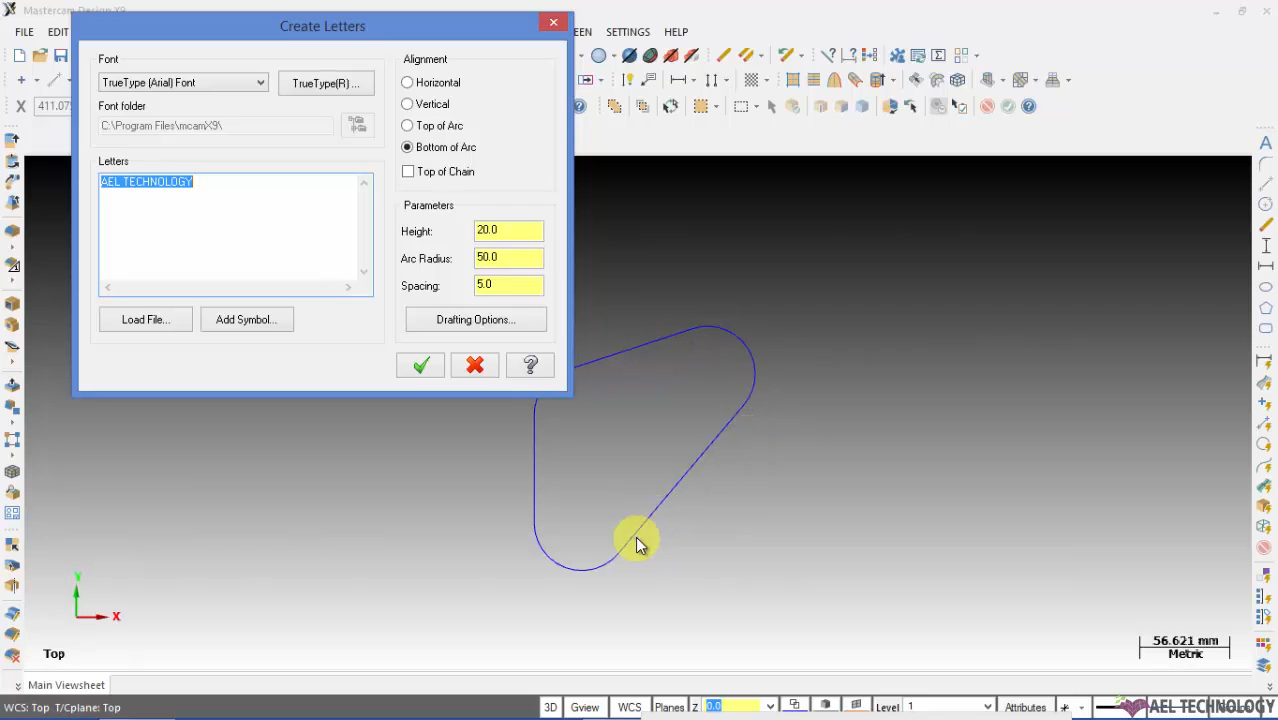 Mastercam Design X9
Create Letters
FILE EDIT
SETTINGS HELP
Font
TrueType (Arial) Font
TrueType(R) ...
Font folder
C:\Program Files\mcamX9\
Letters
AEL TECHNOLOGY
Load File...
Add Symbol...
Alignment
Horizontal
Vertical
Top of Arc
Bottom of Arc
Top of Chain
Parameters
Height: 20.0
Arc Radius: 50.0
Spacing: 5.0
Drafting Options...
Y
X
Top
56.621 mm
Metric
Main Viewsheet
WCS: Top T/Cplane: Top
3D Gview WCS Planes Z 0.0 Level 1 Attributes
AEL TECHNOLOGY